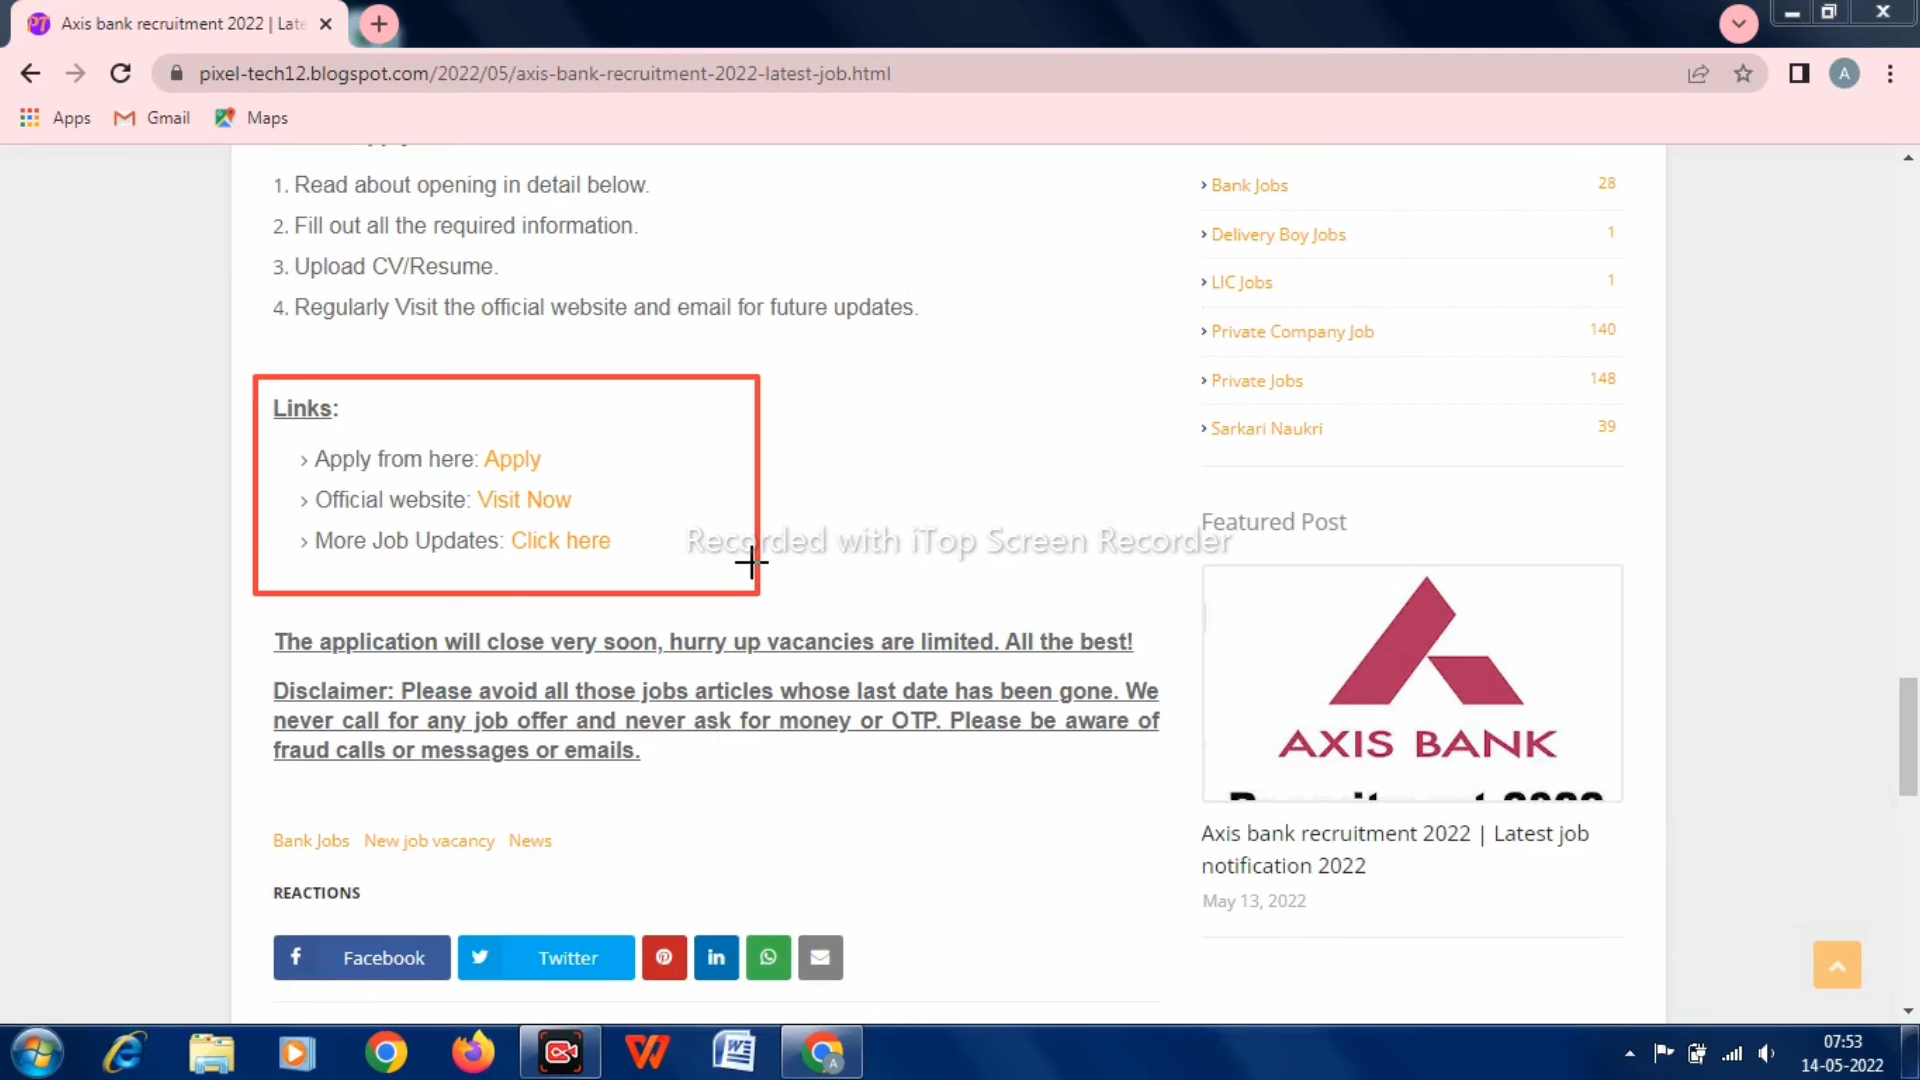 Axis bank recruitment 2022 | Late
pixel-tech12.blogspot.com/2022/05/axis-bank-recruitment-2022-latest-job.html
A
Apps
Gmail
Maps
1. Read about opening in detail below.
2. Fill out all the required information.
3. Upload CV/Resume.
4. Regularly Visit the official website and email for future updates.
Links:
› Apply from here: Apply
› Official website: Visit Now
› More Job Updates: Click here
Recorded with iTop Screen Recorder
The application will close very soon, hurry up vacancies are limited. All the best!
Disclaimer: Please avoid all those jobs articles whose last date has been gone. We
never call for any job offer and never ask for money or OTP. Please be aware of
fraud calls or messages or emails.
Bank Jobs New job vacancy News
REACTIONS
Facebook
Twitter
› Bank Jobs 28
› Delivery Boy Jobs 1
› LIC Jobs 1
› Private Company Job 140
› Private Jobs 148
› Sarkari Naukri 39
Featured Post
AXIS BANK
Recruitment 2022
Axis bank recruitment 2022 | Latest job
notification 2022
May 13, 2022
07:53
14-05-2022